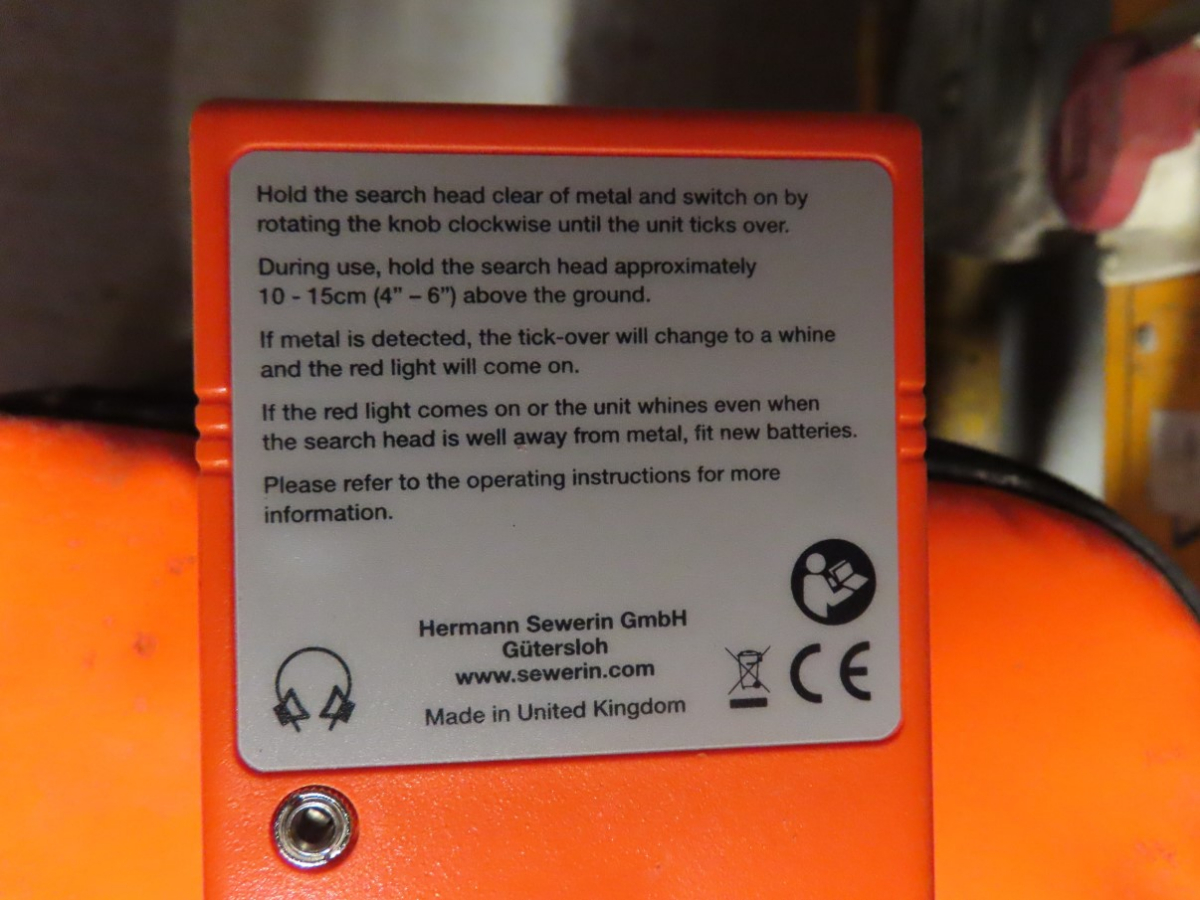 Hold the search head clear of metal and switch on by
rotating the knob clockwise until the unit ticks over.
During use, hold the search head approximately
10 - 15cm (4” – 6”) above the ground.
If metal is detected, the tick-over will change to a whine
and the red light will come on.
If the red light comes on or the unit whines even when
the search head is well away from metal, fit new batteries.
Please refer to the operating instructions for more
information.
Hermann Sewerin GmbH
Gütersloh
www.sewerin.com
Made in United Kingdom
CE